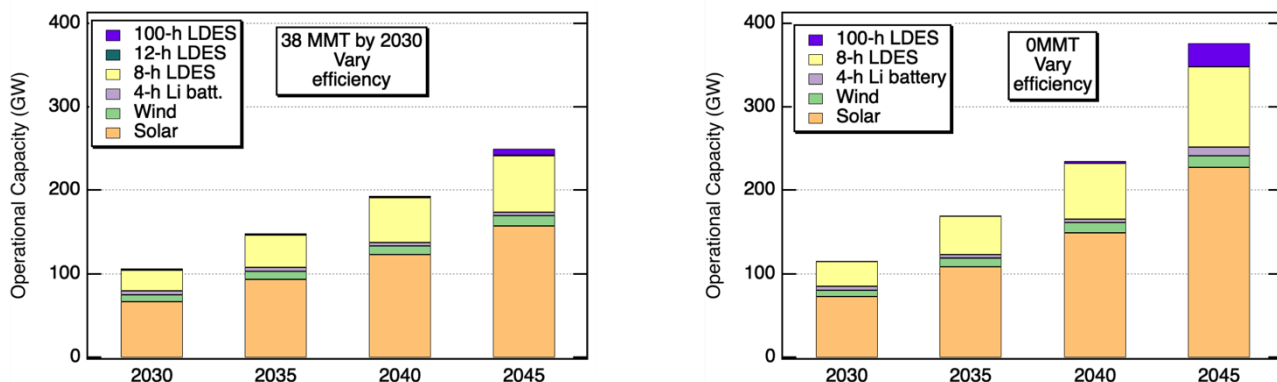 400
300
200
100
0
Operational Capacity (GW)
100-h LDES
12-h LDES
8-h LDES
4-h Li batt.
Wind
Solar
38 MMT by 2030
Vary
efficiency
2030 2035 2040 2045
400
300
200
100
0
Operational Capacity (GW)
100-h LDES
8-h LDES
4-h Li battery
Wind
Solar
0MMT
Vary
efficiency
2030 2035 2040 2045